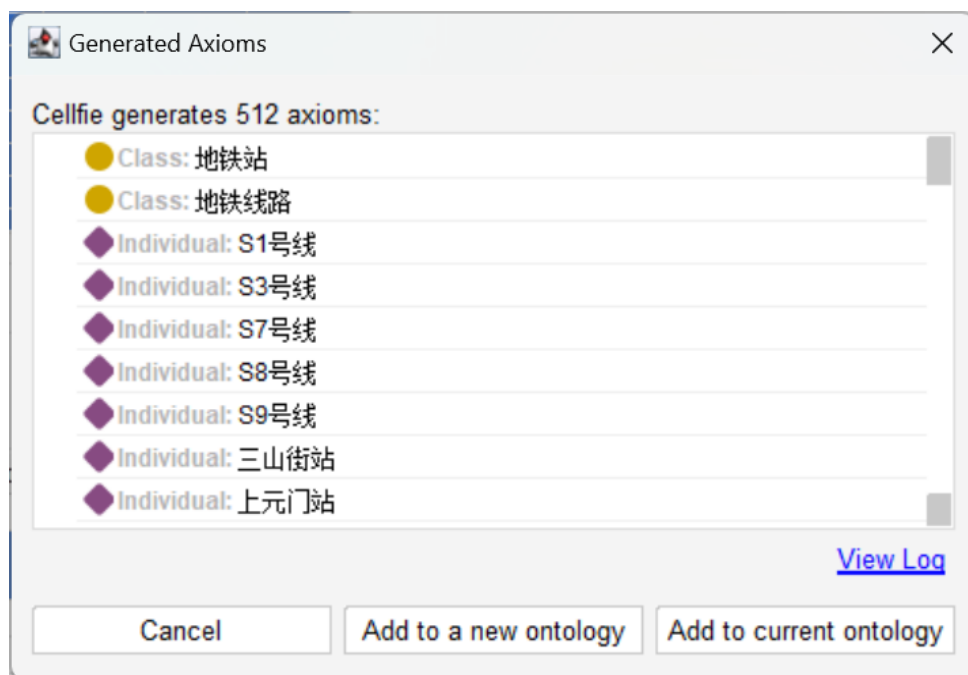 Generated Axioms
Cellfie generates 512 axioms:
Class: 地铁站
Class: 地铁线路
Individual: S1号线
Individual: S3号线
Individual: S7号线
Individual: S8号线
Individual: S9号线
Individual: 三山街站
Individual: 上元门站
View Log
Cancel
Add to a new ontology
Add to current ontology